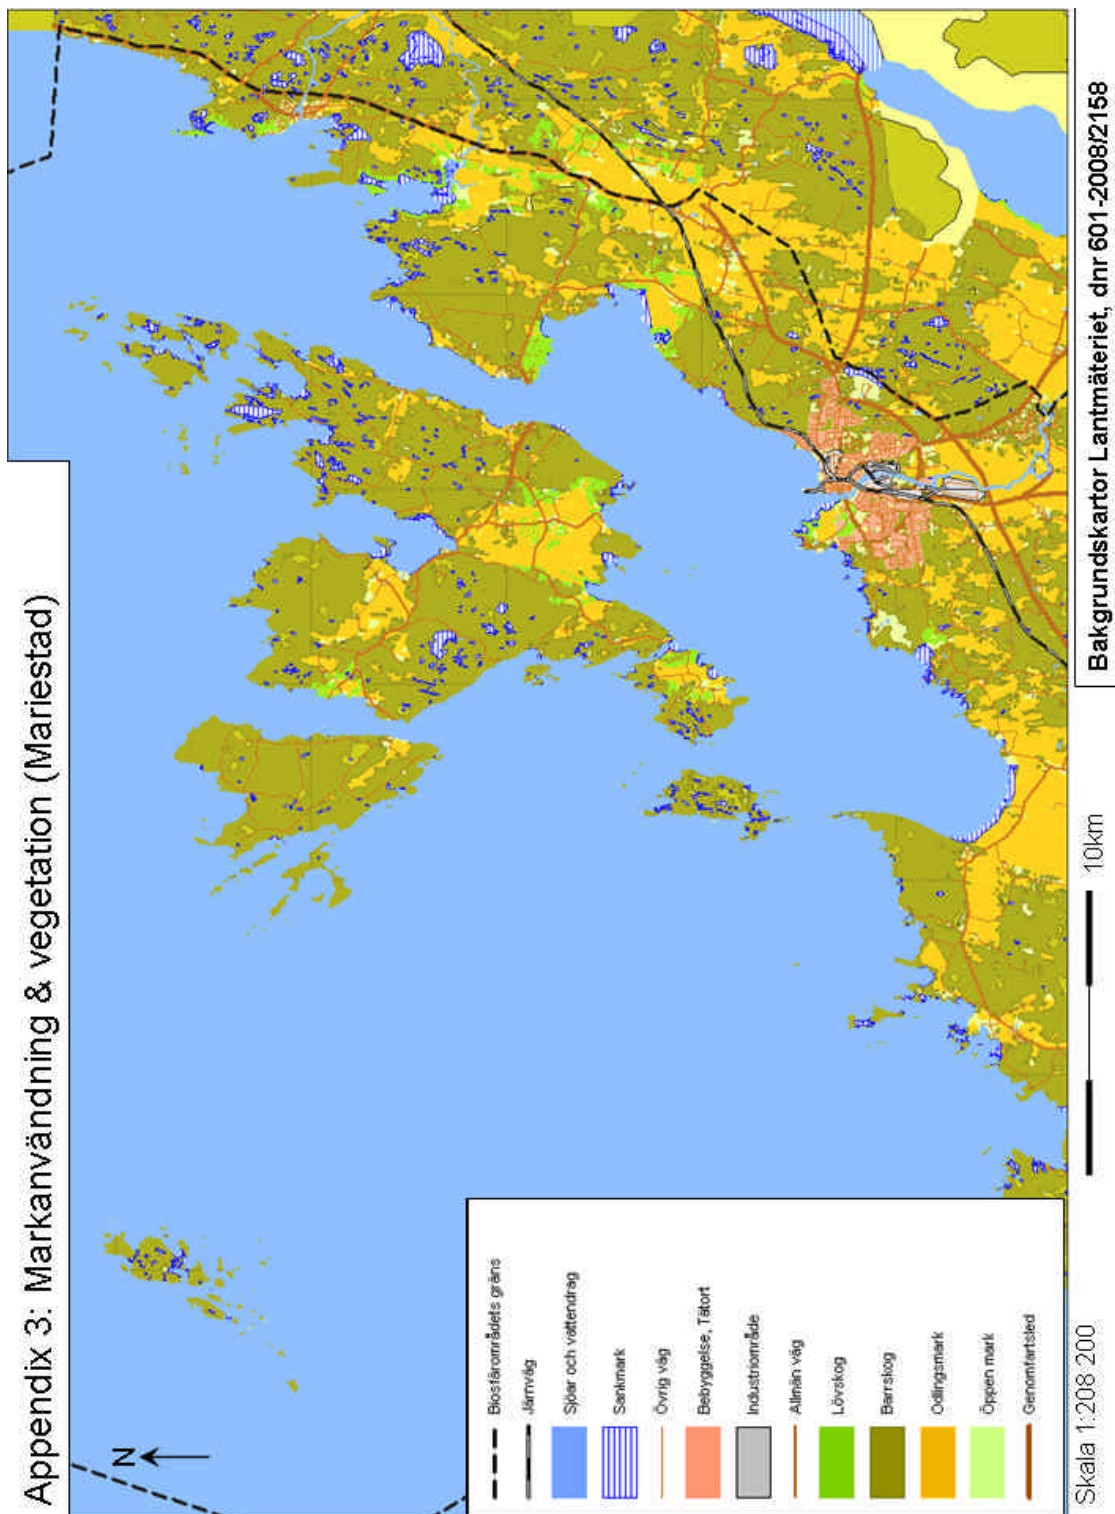 Appendix 3: Markanvändning & vegetation (Mariestad)
N
Biosfärområdets gräns
Järnväg
Sjöar och vattendrag
Sankmark
Övrig väg
Bebyggelse, Tätort
Industriområde
Allmän väg
Lövskog
Barrskog
Odlingsmark
Öppen mark
Genomfartsled
Skala 1:208 200
10km
Bakgrundskartor Lantmäteriet, dnr 601-2008/2158